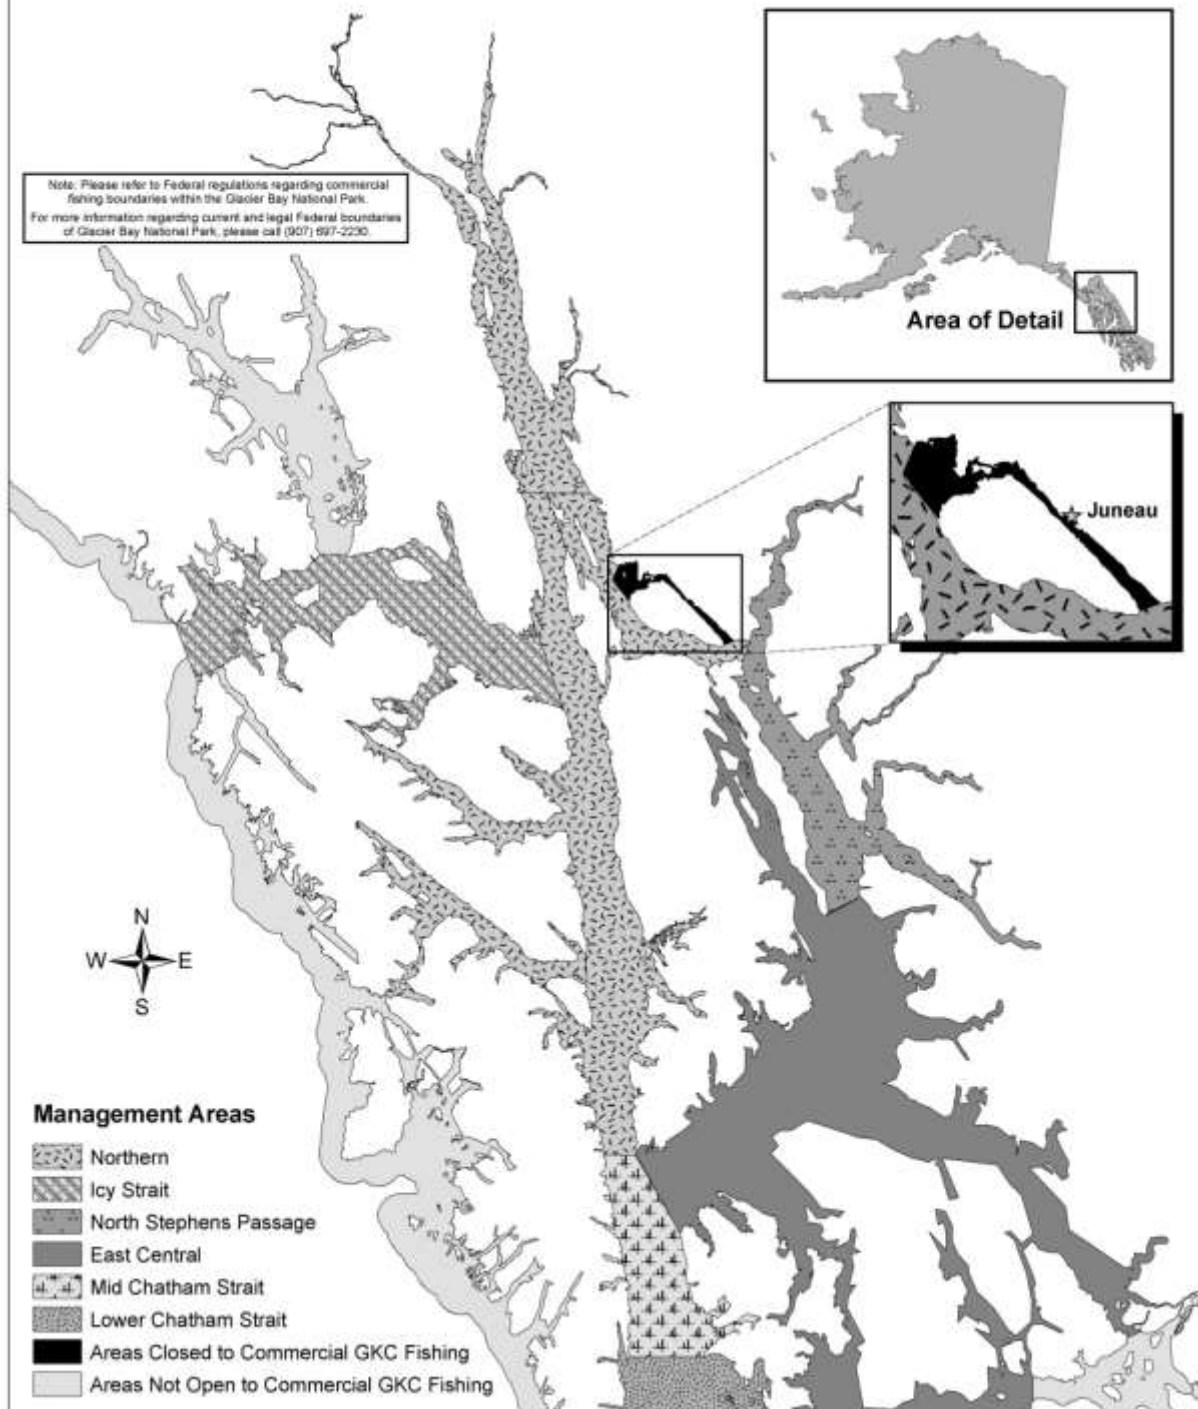 Note: Please refer to Federal regulations regarding commercial
fishing boundaries within the Glacier Bay National Park.
For more information regarding current and legal Federal boundaries
of Glacier Bay National Park, please call (907) 697-2230.
Area of Detail
Juneau
N
W E
S
Management Areas
Northern
Icy Strait
North Stephens Passage
East Central
Mid Chatham Strait
Lower Chatham Strait
Areas Closed to Commercial GKC Fishing
Areas Not Open to Commercial GKC Fishing